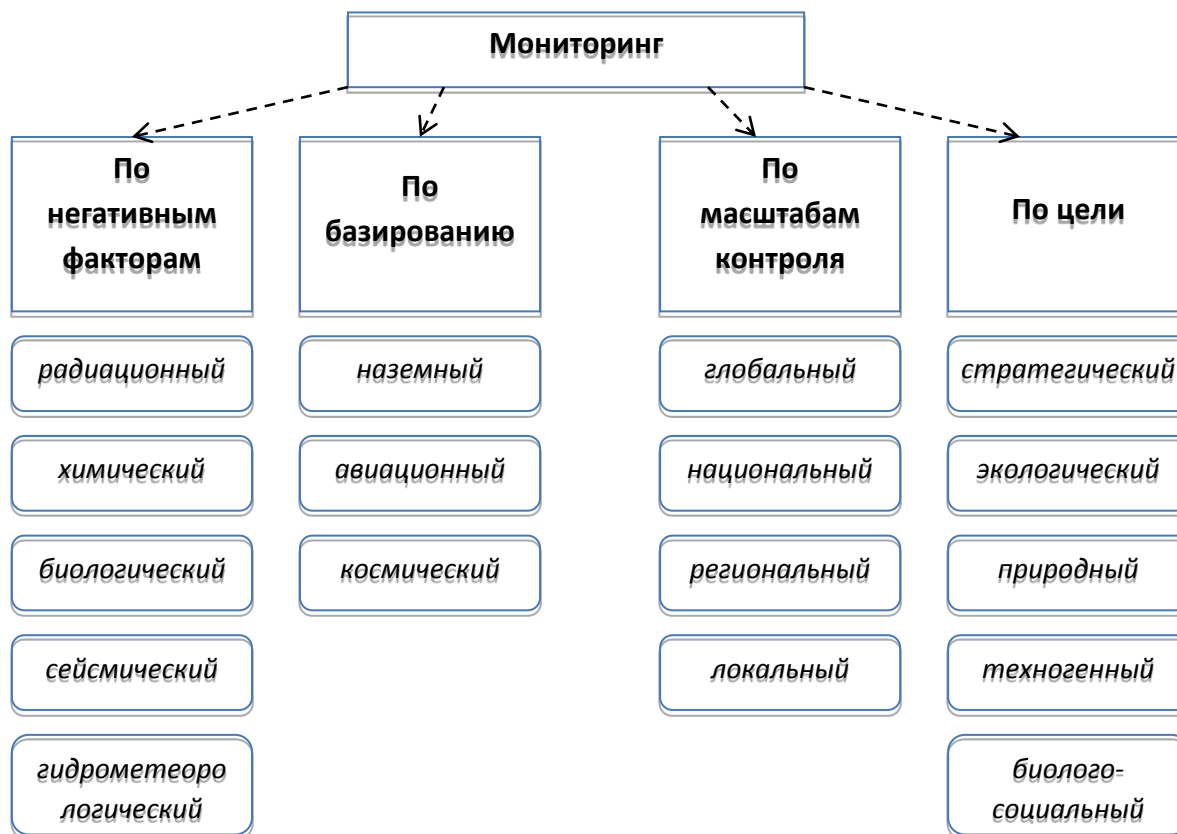 Мониторинг
По
негативным
факторам
По
базированию
По
масштабам
контроля
По цели
радиационный
наземный
глобальный
стратегический
химический
авиационный
национальный
экологический
биологический
космический
региональный
природный
сейсмический
локальный
техногенный
гидрометеоро
логический
биолого-
социальный